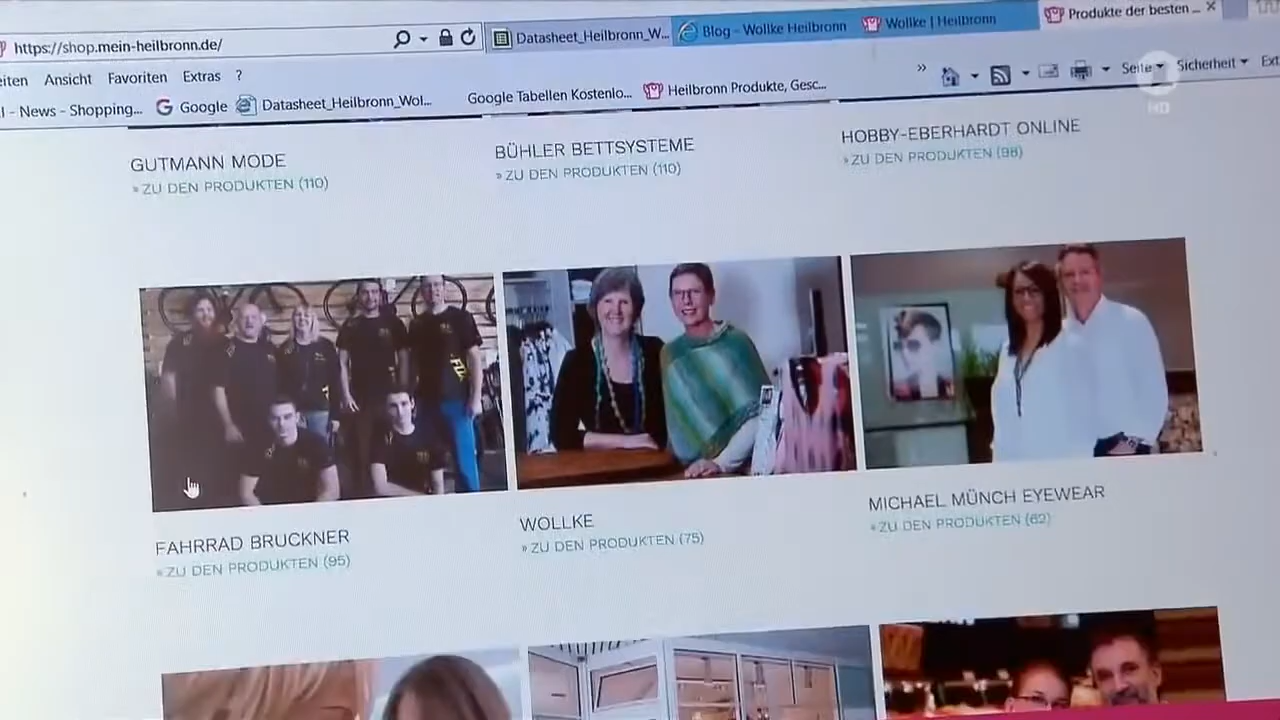 https://shop.mein-heilbronn.de/
Datasheet_Heilbronn_W...
Blog - Wollke Heilbronn
Wollke | Heilbronn
Produkte der besten ...
eiten Ansicht Favoriten Extras ?
Seite Sicherheit Ext
l - News - Shopping...
Google
Datasheet_Heilbronn_Wol...
Google Tabellen Kostenlo...
Heilbronn Produkte, Gesc...
HD
GUTMANN MODE
» ZU DEN PRODUKTEN (110)
BÜHLER BETTSYSTEME
» ZU DEN PRODUKTEN (110)
HOBBY-EBERHARDT ONLINE
» ZU DEN PRODUKTEN (98)
FAHRRAD BRUCKNER
» ZU DEN PRODUKTEN (95)
WOLLKE
» ZU DEN PRODUKTEN (75)
MICHAEL MÜNCH EYEWEAR
» ZU DEN PRODUKTEN (62)